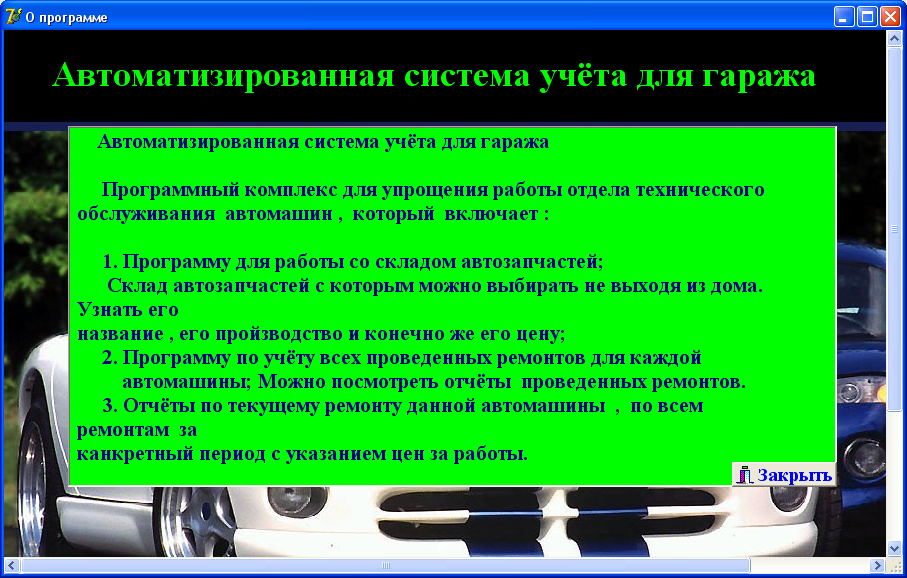 О программе
Автоматизированная система учёта для гаража
Автоматизированная система учёта для гаража
Программный комплекс для упрощения работы отдела технического
обслуживания автомашин , который включает :
1. Программу для работы со складом автозапчастей;
Склад автозапчастей с которым можно выбирать не выходя из дома.
Узнать его
название , его пройзводство и конечно же его цену;
2. Программу по учёту всех проведенных ремонтов для каждой
автомашины; Можно посмотреть отчёты проведенных ремонтов.
3. Отчёты по текущему ремонту данной автомашины , по всем
ремонтам за
канкретный период с указанием цен за работы.
Закрыть